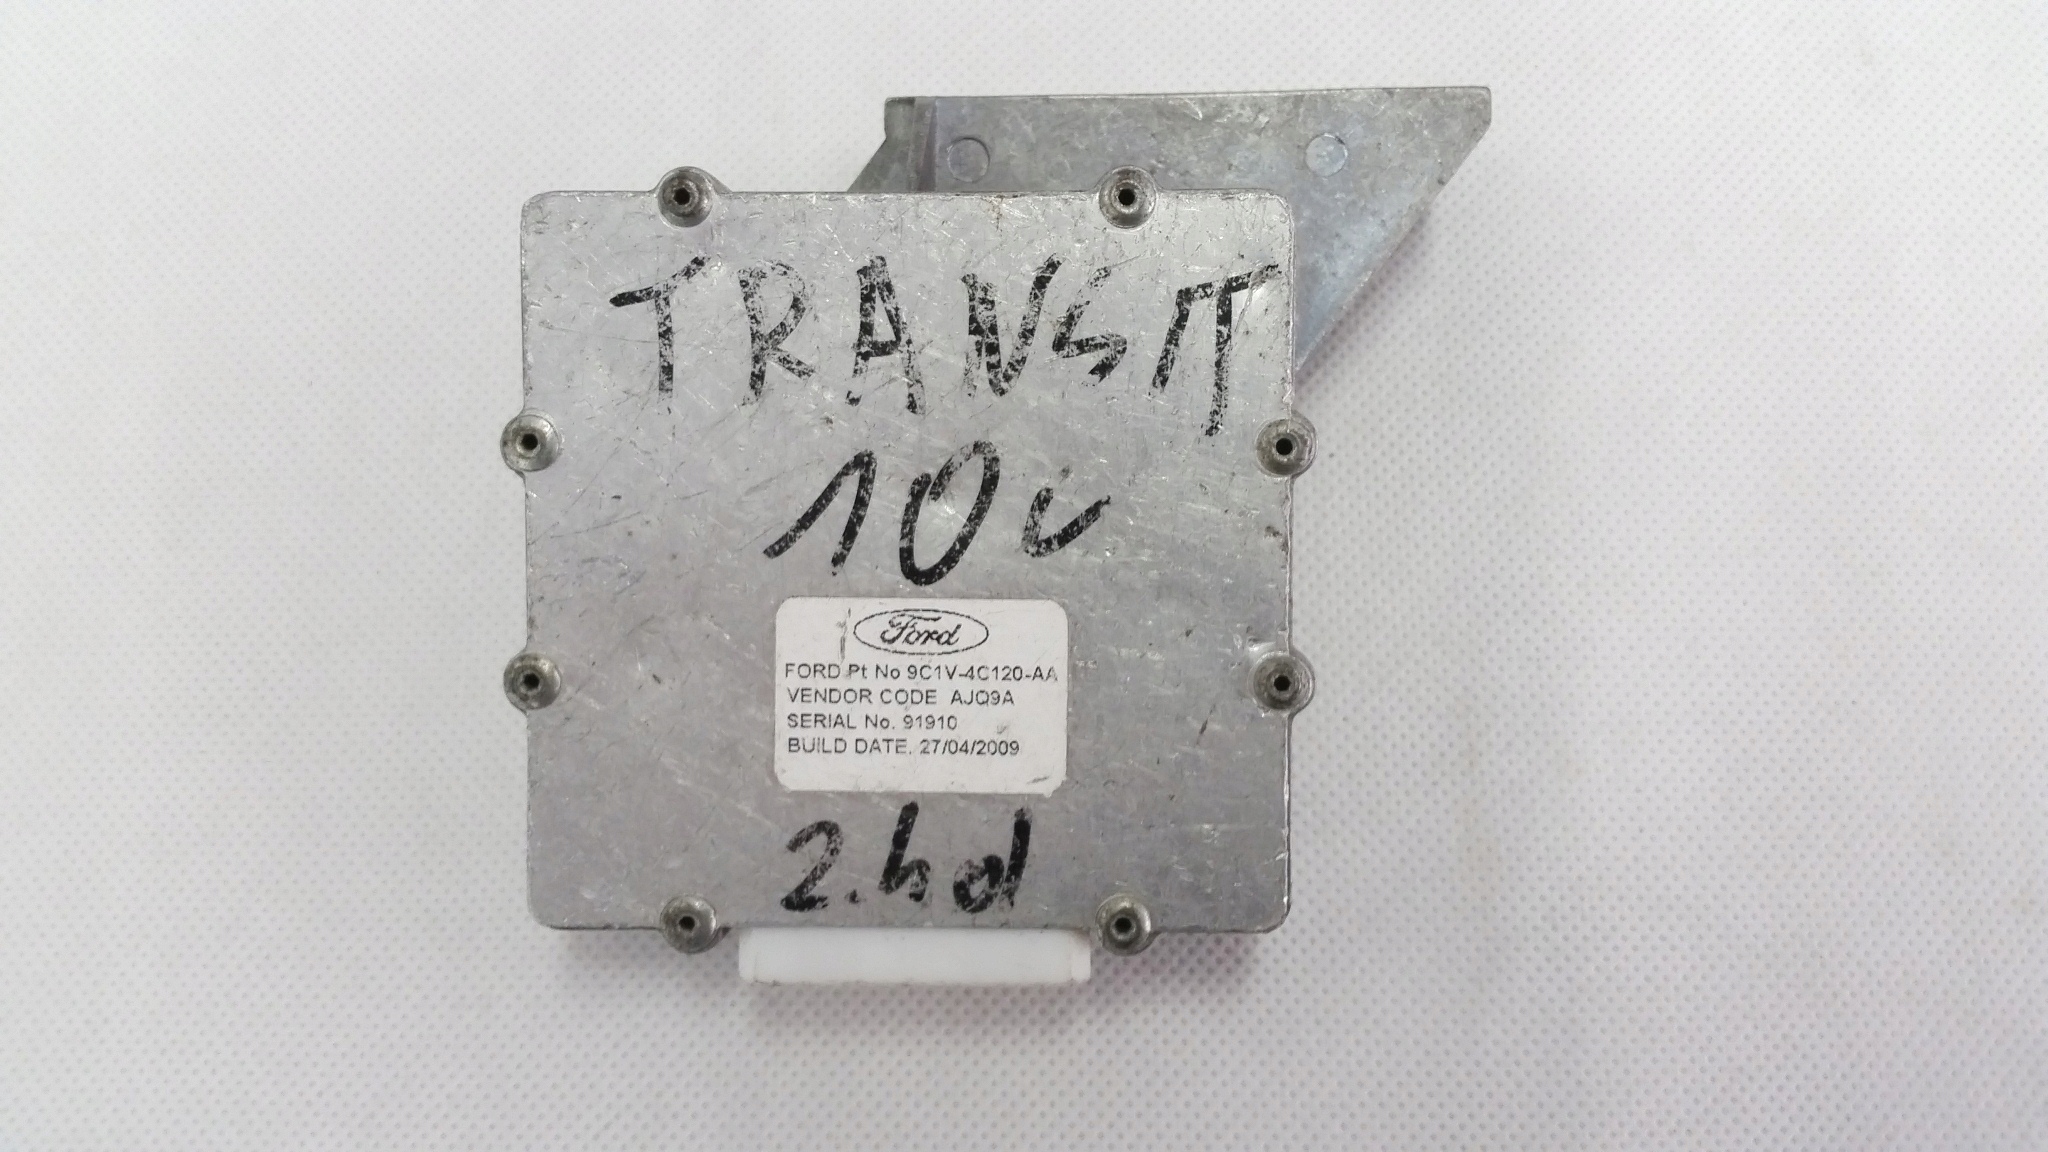 TRANSIT
10r
Ford
FORD Pt No 9C1V-4C120-AA
VENDOR CODE AJQ9A
SERIAL No. 91910
BUILD DATE. 27/04/2009
2.4d